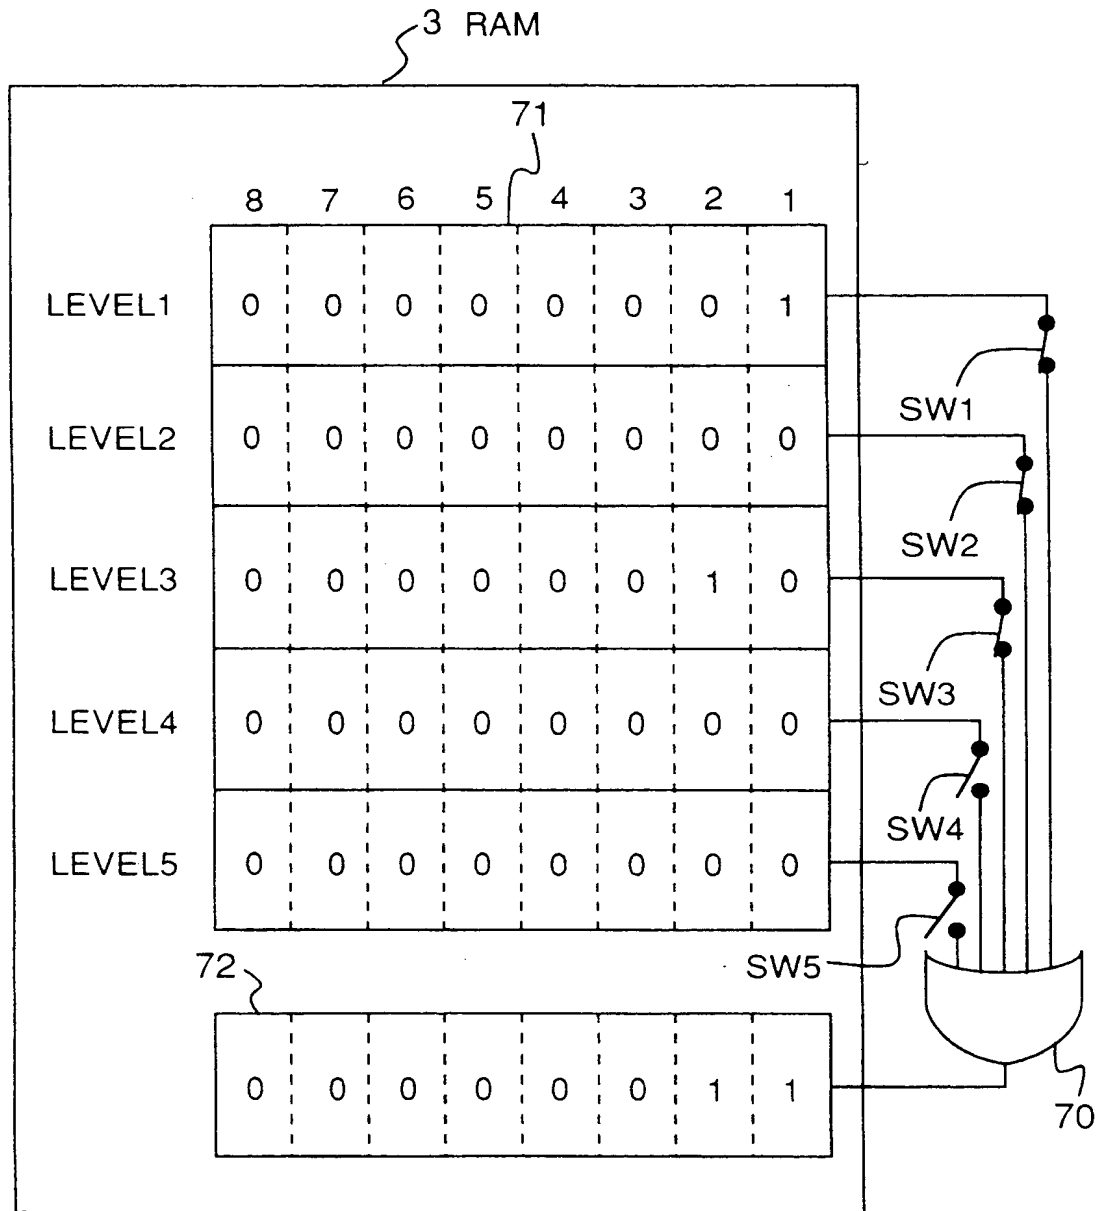 3 RAM
71
8 7 6 5 4 3 2 1
LEVEL1 0 0 0 0 0 0 0 1
SW1
LEVEL2 0 0 0 0 0 0 0 0
SW2
LEVEL3 0 0 0 0 0 0 1 0
SW3
LEVEL4 0 0 0 0 0 0 0 0
SW4
LEVEL5 0 0 0 0 0 0 0 0
SW5
72
0 0 0 0 0 0 1 1
70